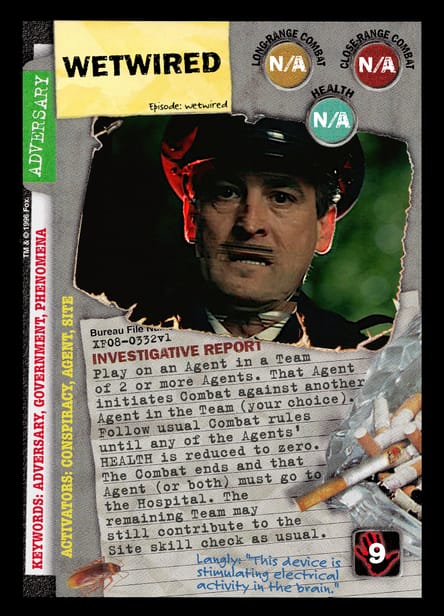 WETWIRED
Episode: wetwired
LONG-RANGE COMBAT
N/A
CLOSE-RANGE COMBAT
N/A
HEALTH
N/A
ADVERSARY
TM & © 1996 Fox.
KEYWORDS: ADVERSARY, GOVERNMENT, PHENOMENA
ACTIVATORS: CONSPIRACY, AGENT, SITE
Bureau File
XF08-0332v1
INVESTIGATIVE REPORT
Play on an Agent in a Team
of 2 or more Agents. That Agent
initiates Combat against another
Agent in the Team (your choice).
Follow usual Combat rules
until any of the Agents'
HEALTH is reduced to zero.
The Combat ends and that
Agent (or both) must go to
the Hospital. The
remaining Team may
still contribute to the
Site skill check as usual.
Langly: "This device is
stimulating electrical
activity in the brain."
9